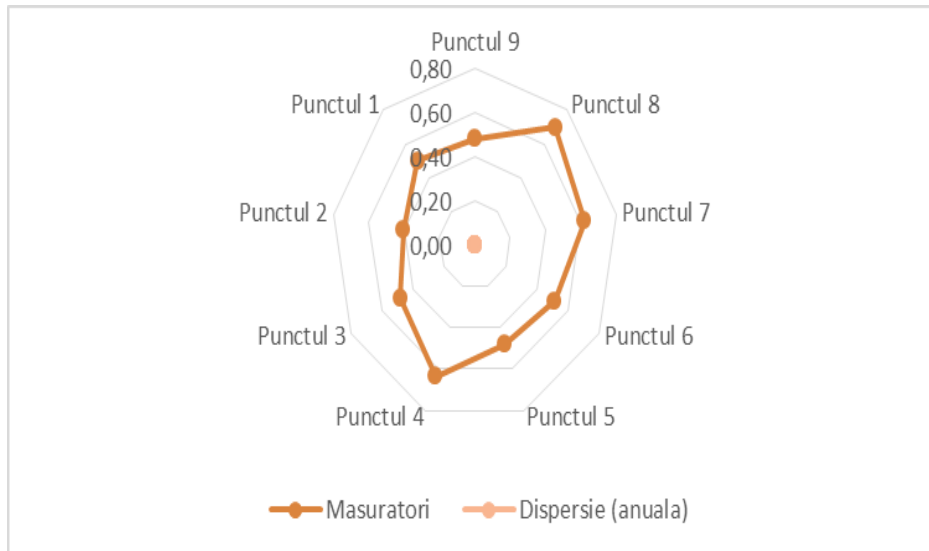 Punctul 9
0,80
Punctul 1
Punctul 8
0,60
0,40
Punctul 2
0,20
Punctul 7
0,00
Punctul 3
Punctul 6
Punctul 4
Punctul 5
Masuratori
Dispersie (anuala)